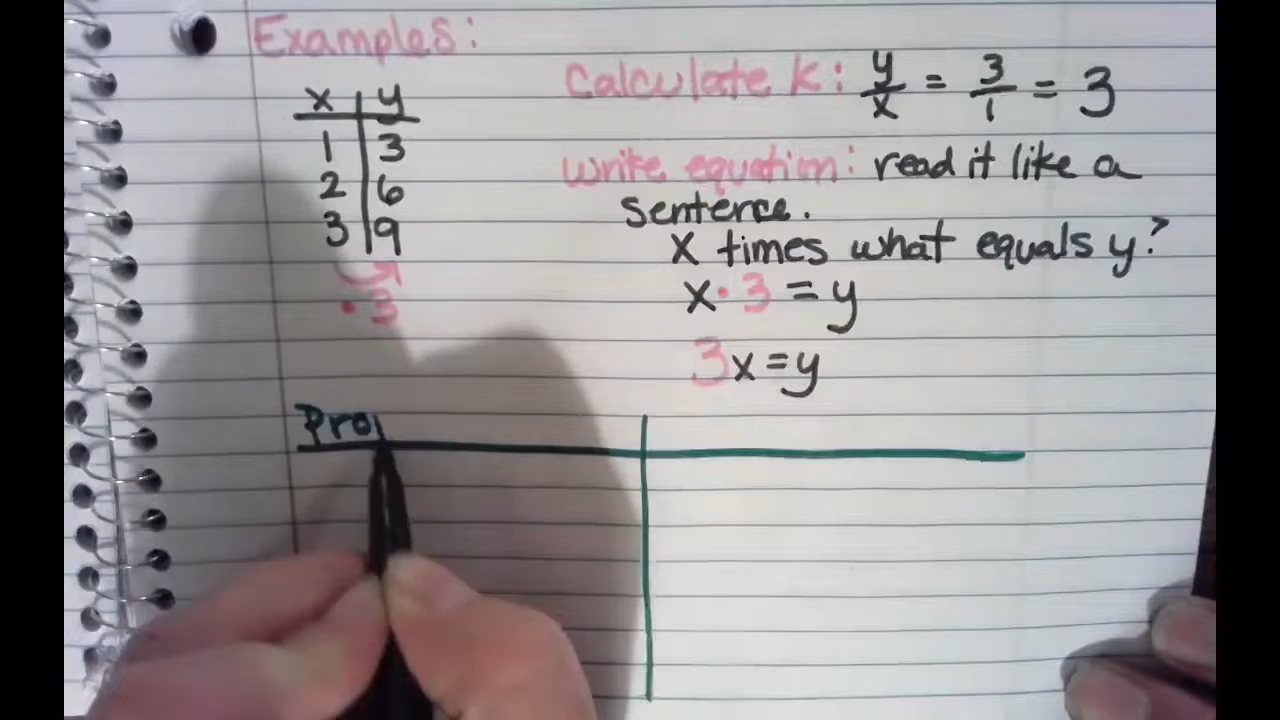 Examples:
x y
1 3
2 6
3 9
· 3
Calculate k: y/x = 3/1 = 3
write equation: read it like a
sentence.
X times what equals y?
x · 3 = y
3x = y
Prop